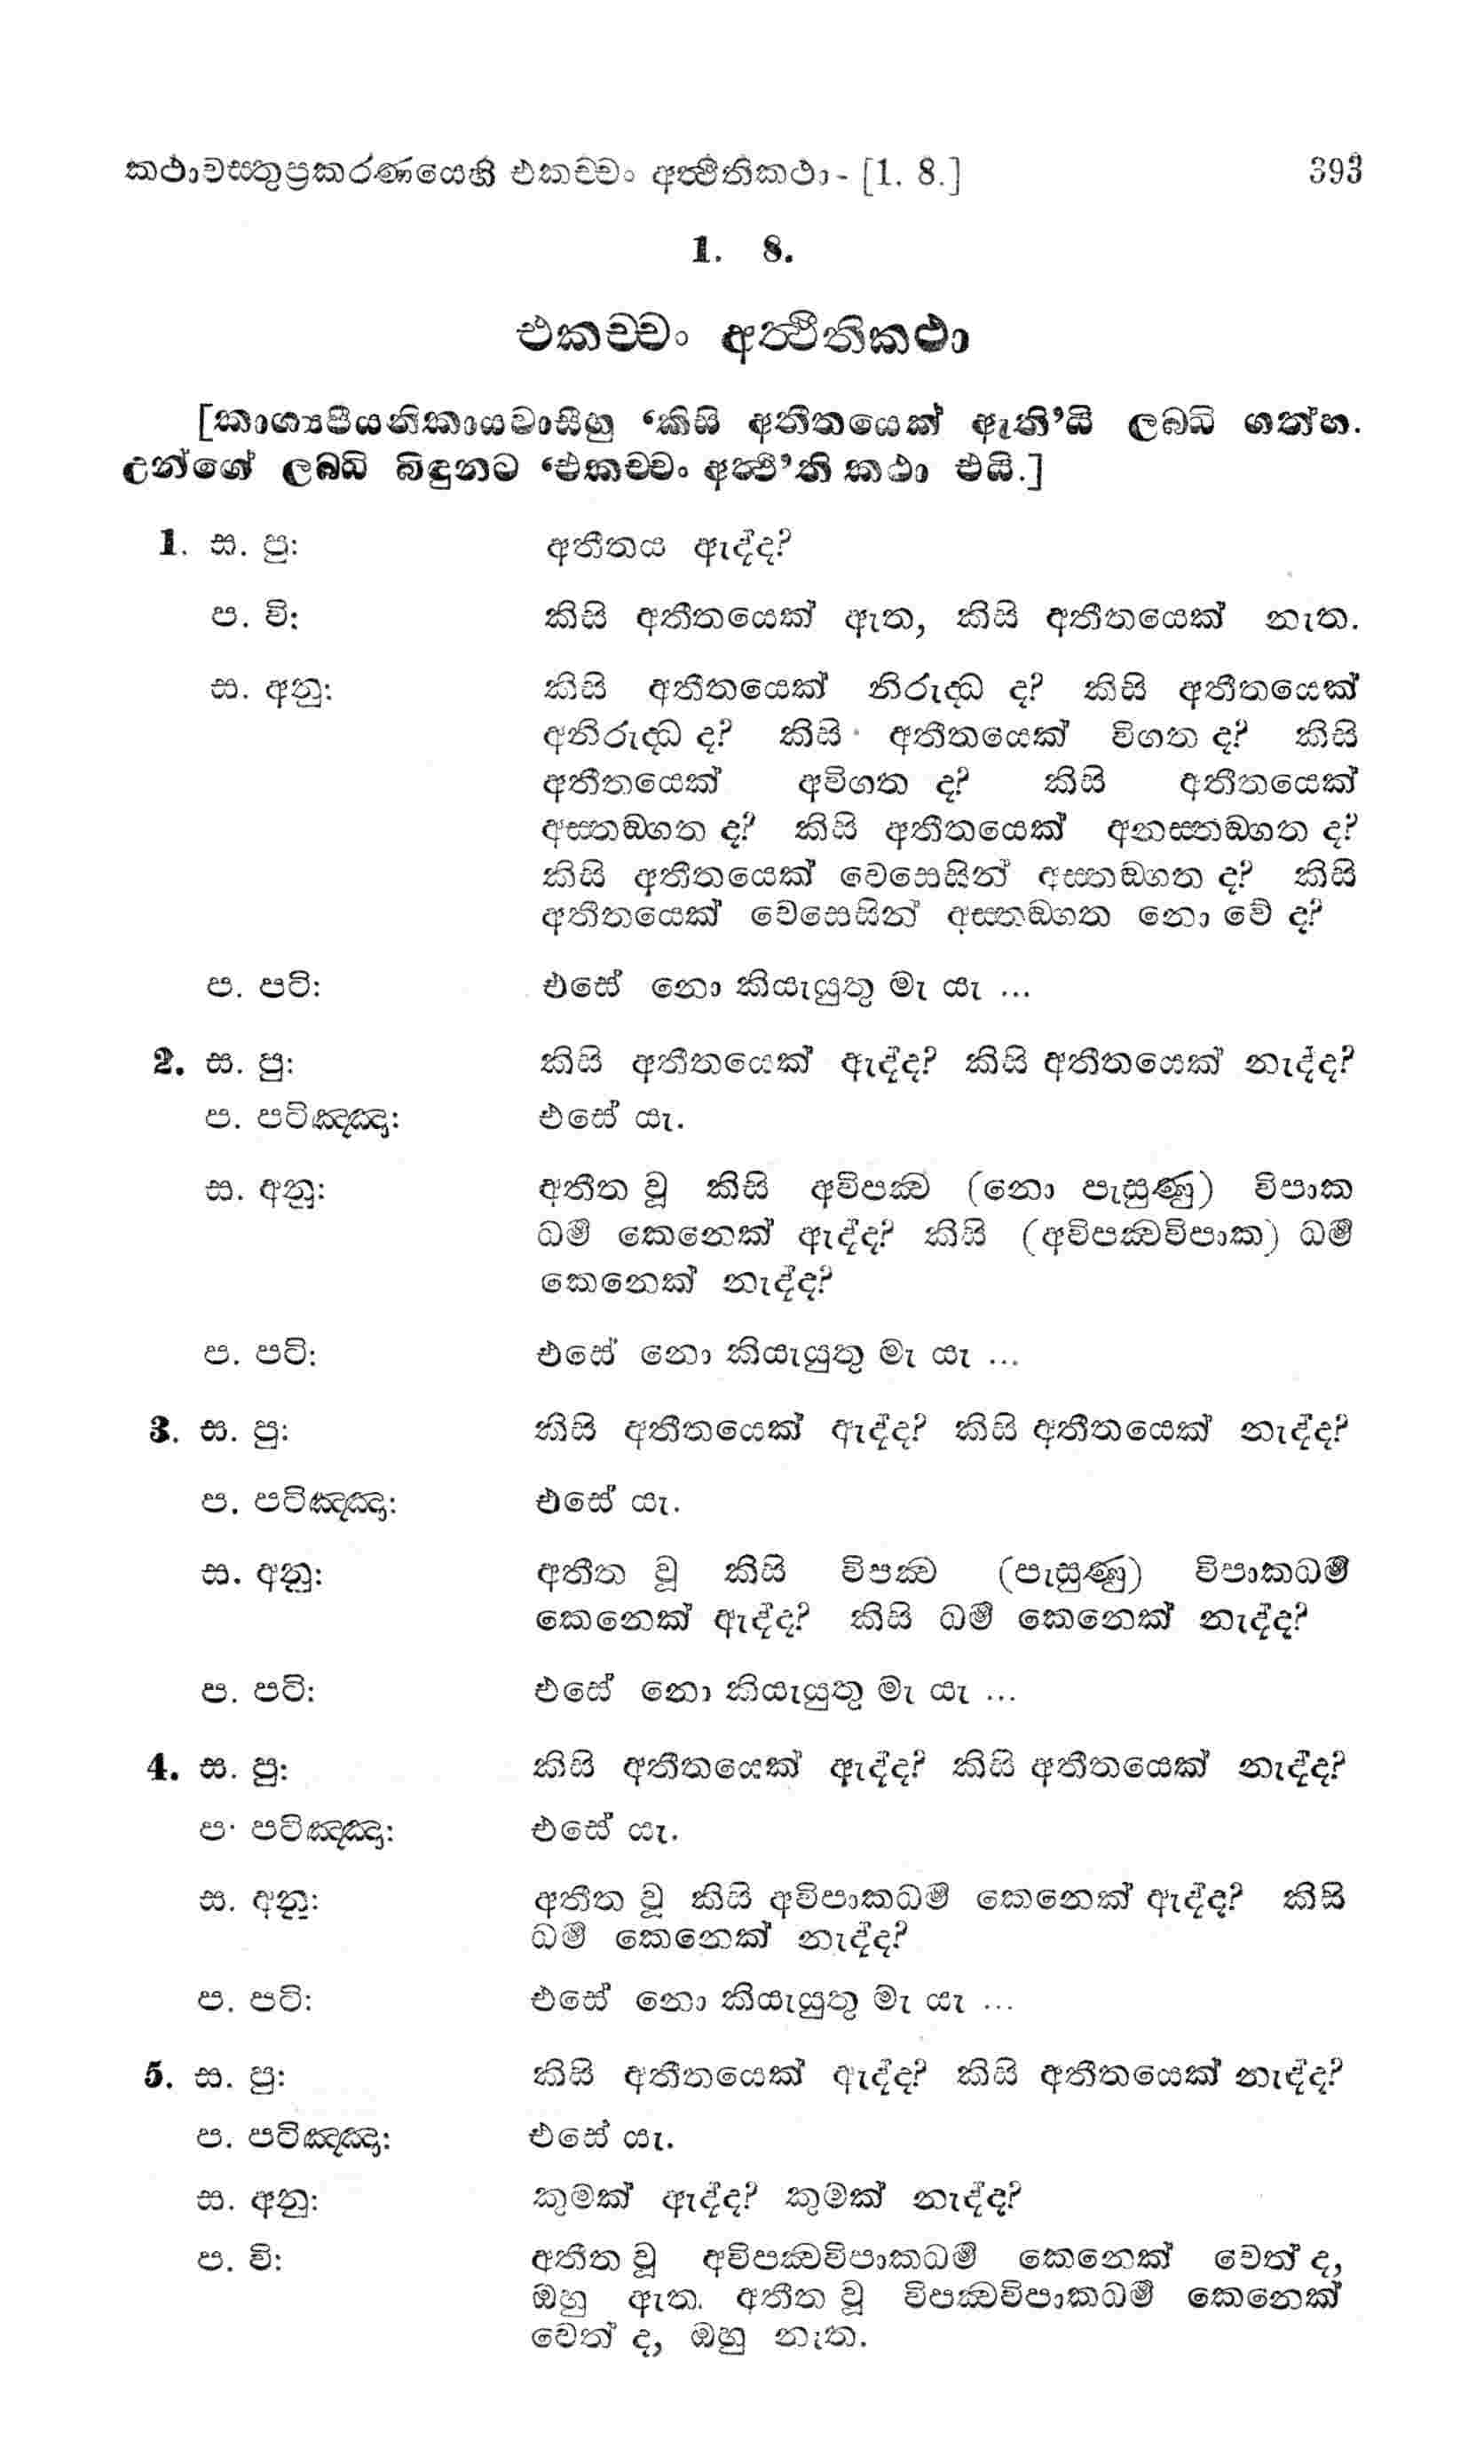 කථාවස්තුප්‍රකරණයෙහි එකච්චං අත්‍ථිතිකථා - [1. 8.] 393
1. 8.
එකච්චං අත්‍ථිතිකථා
[කාශ්‍යපීයනිකායවාසීහු ‘කිසි අතීතයෙක් ඇති’යි ලබ්ධි ගත්හ.
උන්ගේ ලබ්ධි බිඳුනට ‘එකච්චං අත්‍ථි’ති කථා එයි.]
1. ස. පු: අතීතය ඇද්ද?
ප. වි: කිසි අතීතයෙක් ඇත, කිසි අතීතයෙක් නැත.
ස. අනු: කිසි අතීතයෙක් නිරුද්‍ධ ද? කිසි අතීතයෙක්
අනිරුද්‍ධ ද? කිසි අතීතයෙක් විගත ද? කිසි
අතීතයෙක් අවිගත ද? කිසි අතීතයෙක්
අස්තඞ්ගත ද? කිසි අතීතයෙක් අනස්තඞ්ගත ද?
කිසි අතීතයෙක් වෙසෙසින් අස්තඞ්ගත ද? කිසි
අතීතයෙක් වෙසෙසින් අස්තඞ්ගත නො වේ ද?
ප. පටි: එසේ නො කියැයුතු මැ යැ ...
2. ස. පු: කිසි අතීතයෙක් ඇද්ද? කිසි අතීතයෙක් නැද්ද?
ප. පටිඤ්ඤා: එසේ යැ.
ස. අනු: අතීත වූ කිසි අවිපක්‍ව (නො පැසුණු) විපාක
ධර්‍ම කෙනෙක් ඇද්ද? කිසි (අවිපක්‍වවිපාක) ධර්‍ම
කෙනෙක් නැද්ද?
ප. පටි: එසේ නො කියැයුතු මැ යැ ...
3. ස. පු: කිසි අතීතයෙක් ඇද්ද? කිසි අතීතයෙක් නැද්ද?
ප. පටිඤ්ඤා: එසේ යැ.
ස. අනු: අතීත වූ කිසි විපක්‍ව (පැසුණු) විපාකධර්‍ම
කෙනෙක් ඇද්ද? කිසි ධර්‍ම කෙනෙක් නැද්ද?
ප. පටි: එසේ නො කියැයුතු මැ යැ ...
4. ස. පු: කිසි අතීතයෙක් ඇද්ද? කිසි අතීතයෙක් නැද්ද?
ප. පටිඤ්ඤා: එසේ යැ.
ස. අනු: අතීත වූ කිසි අවිපාකධර්‍ම කෙනෙක් ඇද්ද? කිසි
ධර්‍ම කෙනෙක් නැද්ද?
ප. පටි: එසේ නො කියැයුතු මැ යැ ...
5. ස. පු: කිසි අතීතයෙක් ඇද්ද? කිසි අතීතයෙක් නැද්ද?
ප. පටිඤ්ඤා: එසේ යැ.
ස. අනු: කුමක් ඇද්ද? කුමක් නැද්ද?
ප. වි: අතීත වූ අවිපක්‍වවිපාකධර්‍ම කෙනෙක් වෙත් ද,
ඔහු ඇත. අතීත වූ විපක්‍වවිපාකධර්‍ම කෙනෙක්
වෙත් ද, ඔහු නැත.